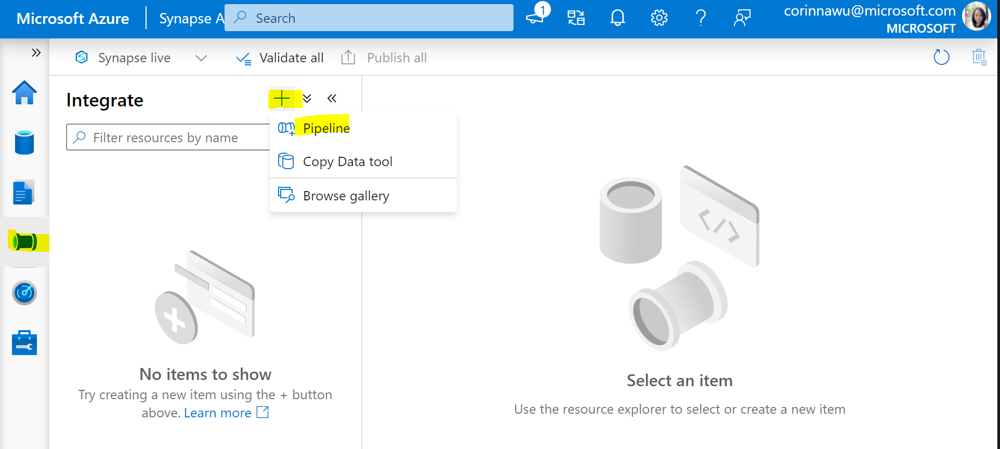 Microsoft Azure
Synapse A
Search
1
corinnawu@microsoft.com
MICROSOFT
Synapse live
Validate all
Publish all
Integrate
Filter resources by name
Pipeline
Copy Data tool
Browse gallery
No items to show
Try creating a new item using the + button
above. Learn more
Select an item
Use the resource explorer to select or create a new item